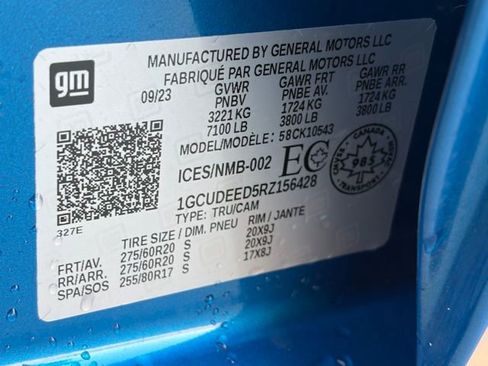 gm
MANUFACTURED BY GENERAL MOTORS LLC
FABRIQUÉ PAR GENERAL MOTORS LLC
09/23 GVWR GAWR FRT GAWR RR
PNBV PNBE AV. PNBE ARR.
3221 KG 1724 KG 1724 KG
7100 LB 3800 LB 3800 LB
MODEL/MODÈLE: 58CK10543
ICES/NMB-002 EC
CANADA
985
1GCUDEED5RZ156428
327E TYPE: TRU/CAM
TIRE SIZE / DIM. PNEU RIM / JANTE
FRT/AV. 275/60R20 S 20X9J
RR/ARR. 275/60R20 S 20X9J
SPA/SOS 255/80R17 S 17X8J